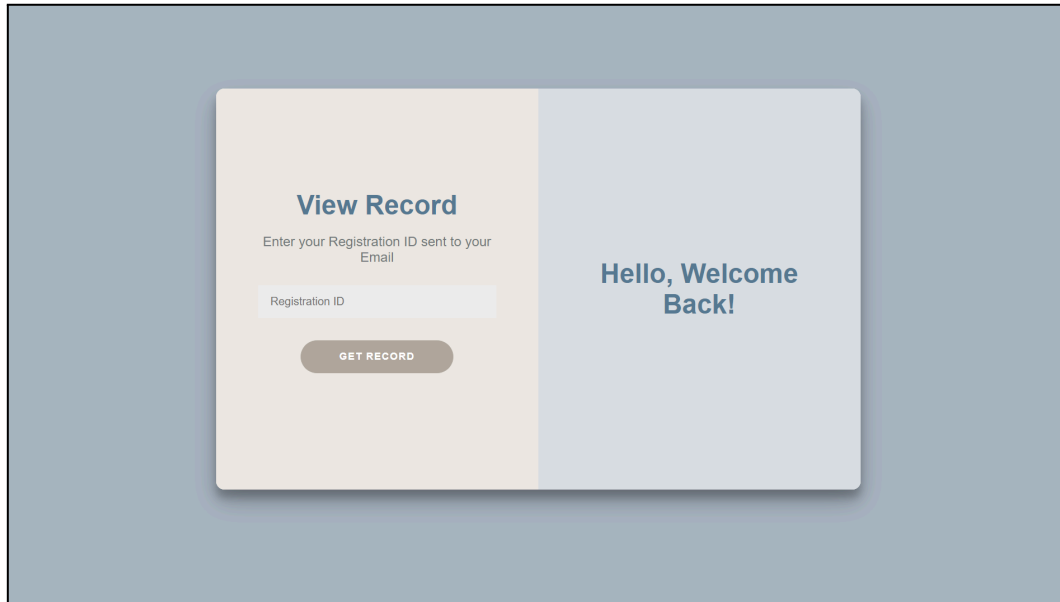 View Record
Enter your Registration ID sent to your
Email
Registration ID
GET RECORD
Hello, Welcome
Back!